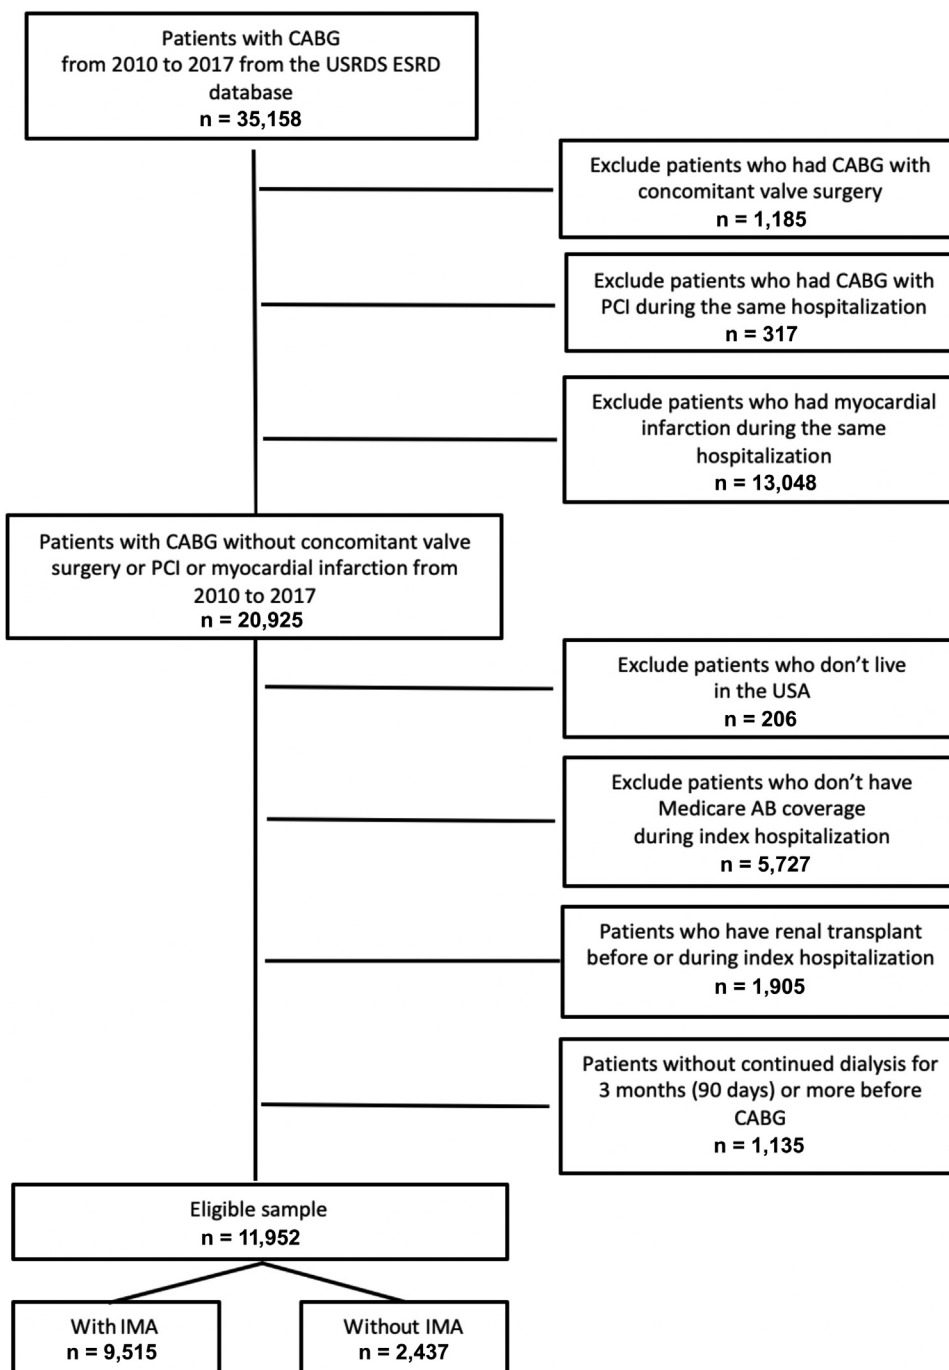 Patients with CABG
from 2010 to 2017 from the USRDS ESRD
database
n = 35,158
Exclude patients who had CABG with
concomitant valve surgery
n = 1,185
Exclude patients who had CABG with
PCI during the same hospitalization
n = 317
Exclude patients who had myocardial
infarction during the same
hospitalization
n = 13,048
Patients with CABG without concomitant valve
surgery or PCI or myocardial infarction from
2010 to 2017
n = 20,925
Exclude patients who don't live
in the USA
n = 206
Exclude patients who don't have
Medicare AB coverage
during index hospitalization
n = 5,727
Patients who have renal transplant
before or during index hospitalization
n = 1,905
Patients without continued dialysis for
3 months (90 days) or more before
CABG
n = 1,135
Eligible sample
n = 11,952
With IMA
n = 9,515
Without IMA
n = 2,437